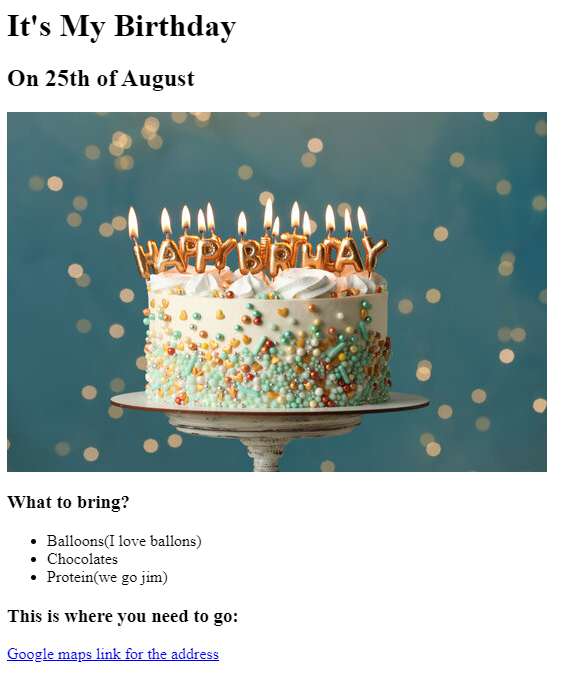 It's My Birthday
On 25th of August
HAPPY BIRTHDAY
What to bring?
Balloons(I love ballons)
Chocolates
Protein(we go jim)
This is where you need to go:
Google maps link for the address